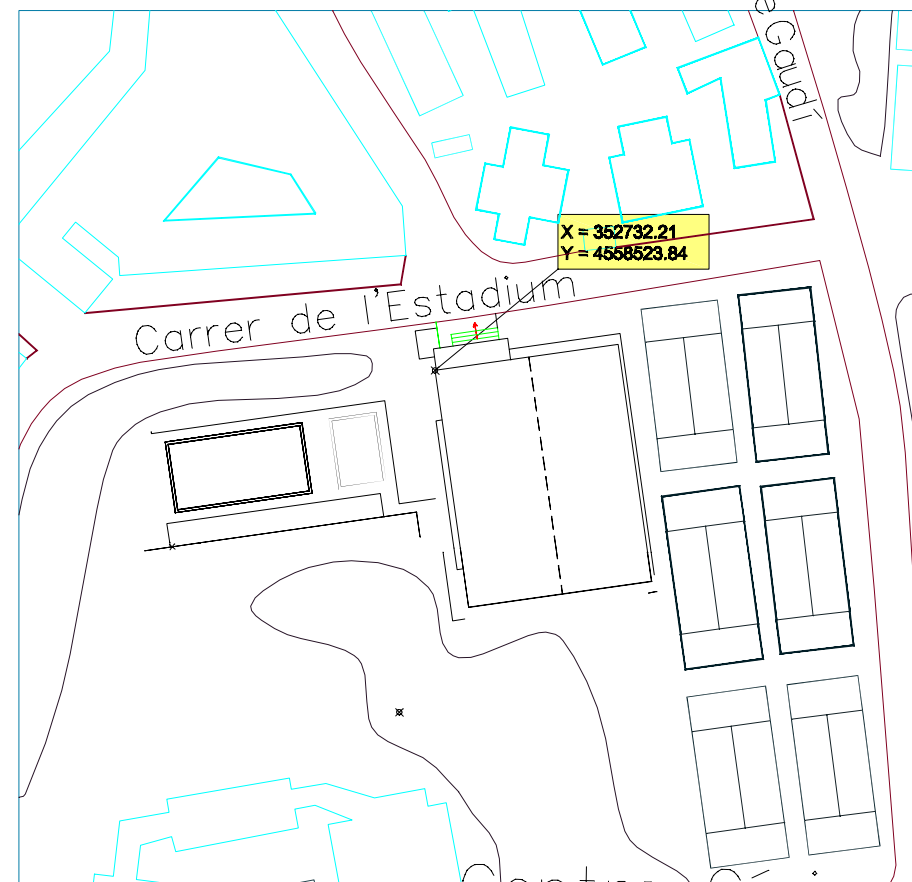 e Gaudí
X = 352732.21
Y = 4558523.84
Carrer de l'Estadium